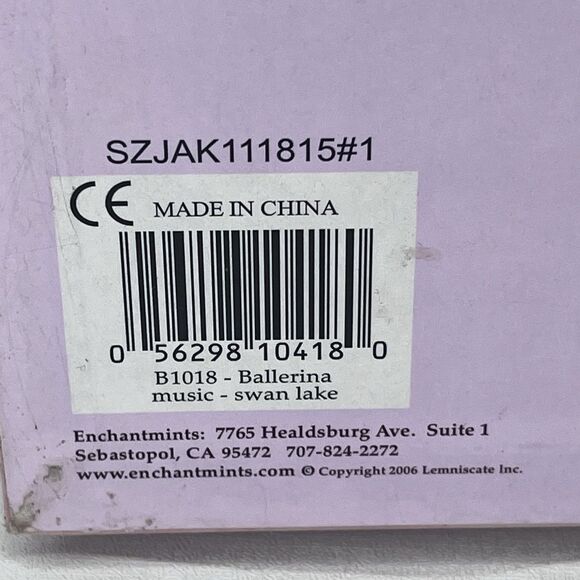 SZJAK111815#1
CE MADE IN CHINA
0 56298 10418 0
B1018 - Ballerina
music - swan lake
Enchantmints: 7765 Healdsburg Ave. Suite 1
Sebastopol, CA 95472 707-824-2272
www.enchantmints.com © Copyright 2006 Lemniscate Inc.